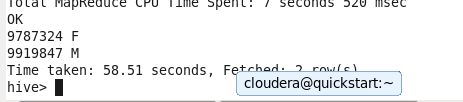 Total MapReduce CPU Time Spent: 7 seconds 520 msec
OK
9787324 F
9919847 M
Time taken: 58.51 seconds, Fetched: 2 row(s)
cloudera@quickstart:~
hive>